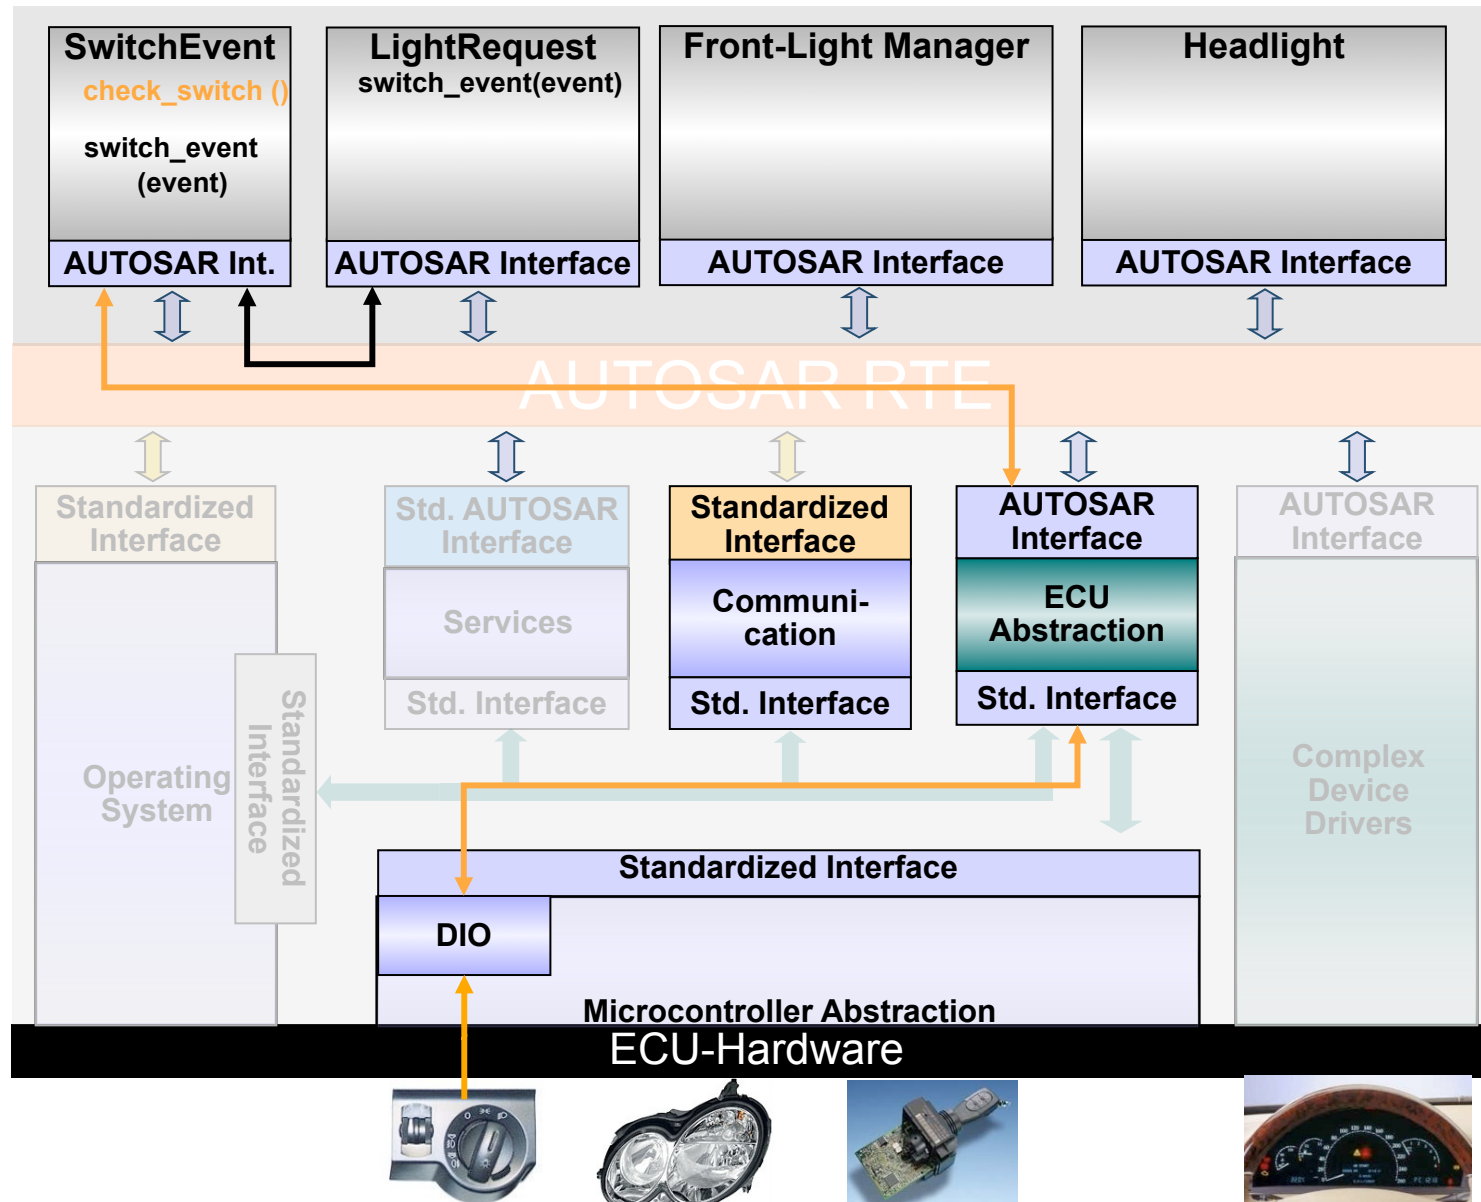 SwitchEvent
check_switch ()
switch_event
(event)
AUTOSAR Int.
LightRequest
switch_event(event)
AUTOSAR Interface
Front-Light Manager
AUTOSAR Interface
Headlight
AUTOSAR Interface
AUTOSAR RTE
Standardized
Interface
Operating
System
Standardized
Interface
Std. AUTOSAR
Interface
Services
Std. Interface
Standardized
Interface
Communi-
cation
Std. Interface
AUTOSAR
Interface
ECU
Abstraction
Std. Interface
AUTOSAR
Interface
Complex
Device
Drivers
Standardized Interface
DIO
Microcontroller Abstraction
ECU-Hardware